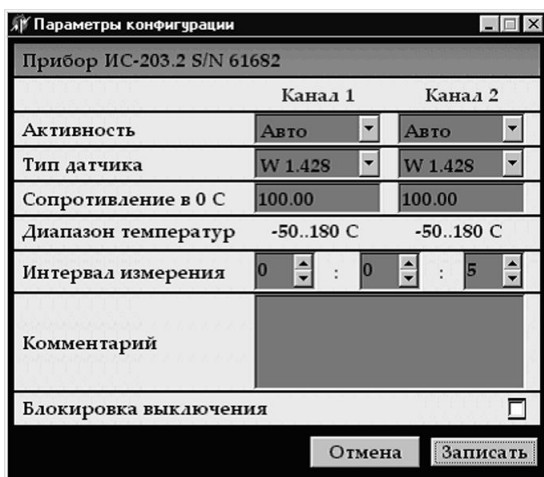 Параметры конфигурации
Прибор ИС-203.2 S/N 61682
Канал 1 Канал 2
Активность Авто Авто
Тип датчика W 1.428 W 1.428
Сопротивление в 0 С 100.00 100.00
Диапазон температур -50..180 С -50..180 С
Интервал измерения 0 : 0 : 5
Комментарий
Блокировка выключения
Отмена Записать